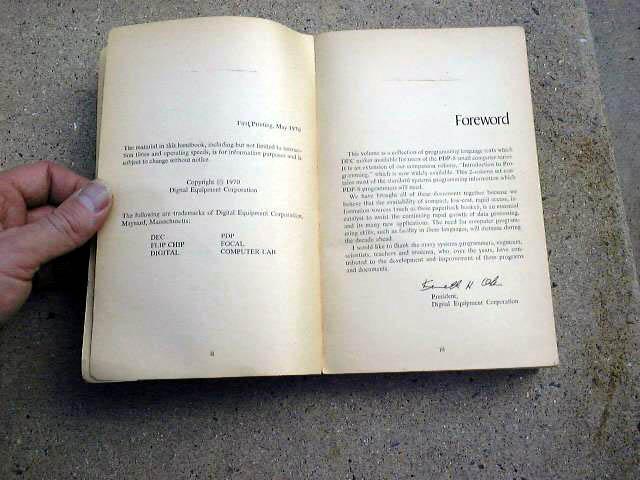 First Printing, May 1970
The material in this handbook, including but not limited to instruc-
tion times and operating speeds, is for information purposes and is
subject to change without notice.
Copyright © 1970
Digital Equipment Corporation
The following are trademarks of Digital Equipment Corporation,
Maynard, Massachusetts:
DEC PDP
FLIP CHIP FOCAL
DIGITAL COMPUTER LAB
ii
Foreword
This volume is a collection of programming language texts which
DEC makes available for users of the PDP-8 small computer series.
It is an extension of our companion volume, "Introduction to Pro-
gramming," which is now widely available. This 2-volume set con-
tains most of the standard systems programming information which
PDP-8 programmers will need.
We have brought all of these documents together because we
believe that the availability of compact, low-cost, rapid access, in-
formation sources (such as these paperback books), is an essential
catalyst to assist the continuing rapid growth of data processing,
and its many new applications. The need for computer programm-
ing skills, such as facility in these languages, will increase during
the decade ahead.
I would like to thank the many systems programmers, engineers,
scientists, teachers and students, who, over the years, have con-
tributed to the development and improvement of these programs
and documents.
Kenneth H. Olsen
President,
Digital Equipment Corporation
iii